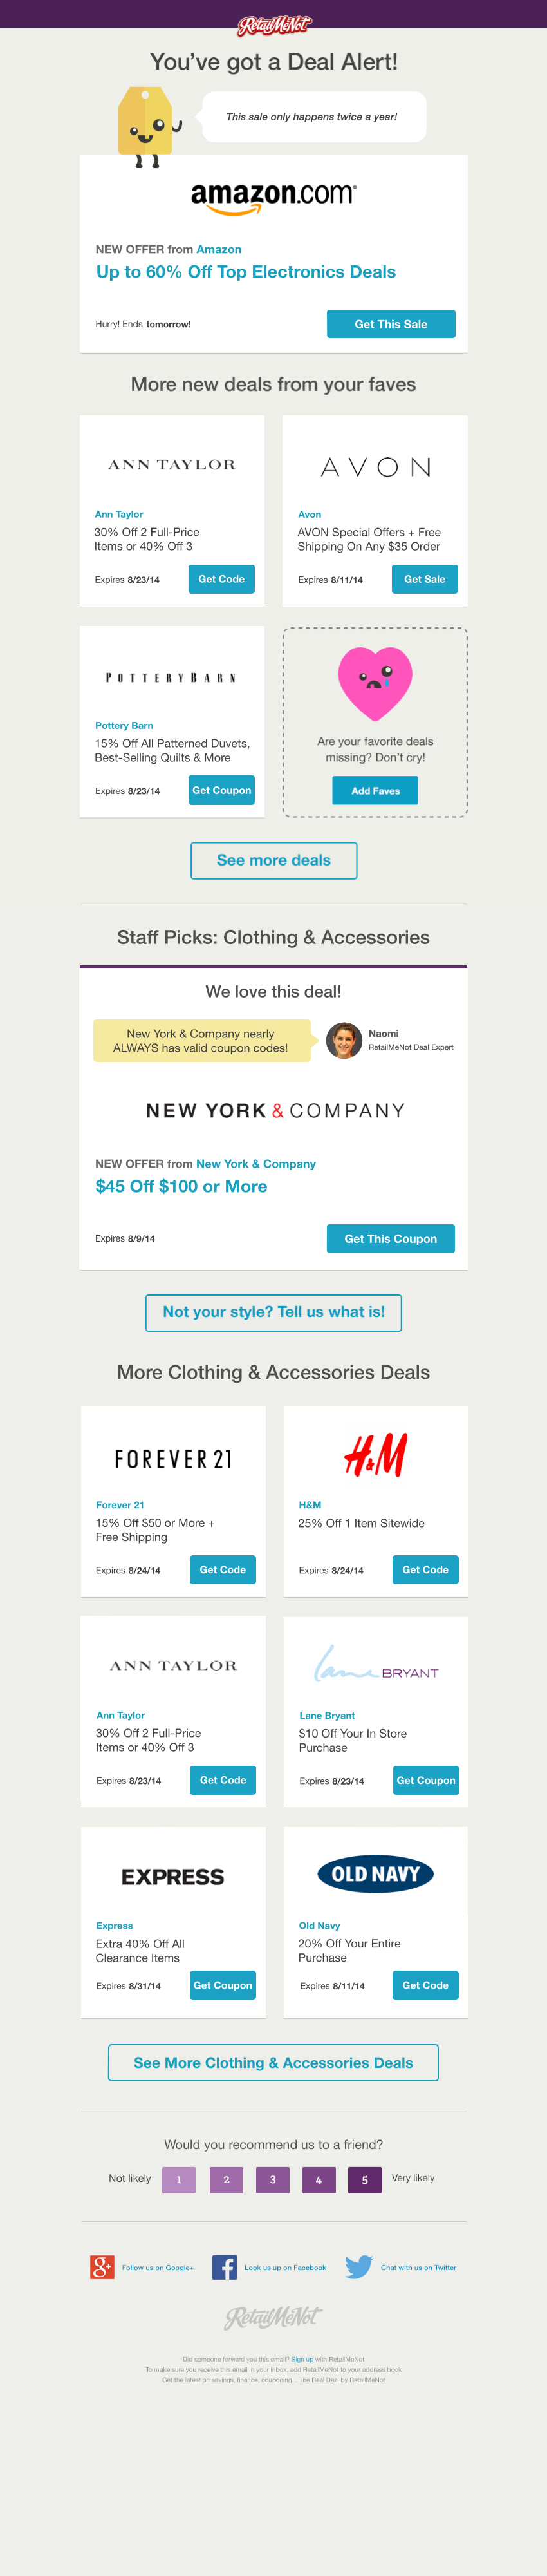 RetailMeNot
You've got a Deal Alert!
This sale only happens twice a year!
amazon.com®
NEW OFFER from Amazon
Up to 60% Off Top Electronics Deals
Hurry! Ends tomorrow!
Get This Sale
More new deals from your faves
ANN TAYLOR
Ann Taylor
30% Off 2 Full-Price
Items or 40% Off 3
Expires 8/23/14
Get Code
AVON
Avon
AVON Special Offers + Free
Shipping On Any $35 Order
Expires 8/11/14
Get Sale
POTTERYBARN
Pottery Barn
15% Off All Patterned Duvets,
Best-Selling Quilts & More
Expires 8/23/14
Get Coupon
Are your favorite deals
missing? Don't cry!
Add Faves
See more deals
Staff Picks: Clothing & Accessories
We love this deal!
New York & Company nearly
ALWAYS has valid coupon codes!
Naomi
RetailMeNot Deal Expert
NEW YORK & COMPANY
NEW OFFER from New York & Company
$45 Off $100 or More
Expires 8/9/14
Get This Coupon
Not your style? Tell us what is!
More Clothing & Accessories Deals
FOREVER 21
Forever 21
15% Off $50 or More +
Free Shipping
Expires 8/24/14
Get Code
H&M
H&M
25% Off 1 Item Sitewide
Expires 8/24/14
Get Code
ANN TAYLOR
Ann Taylor
30% Off 2 Full-Price
Items or 40% Off 3
Expires 8/23/14
Get Code
lane BRYANT
Lane Bryant
$10 Off Your In Store
Purchase
Expires 8/23/14
Get Coupon
EXPRESS
Express
Extra 40% Off All
Clearance Items
Expires 8/31/14
Get Coupon
OLD NAVY
Old Navy
20% Off Your Entire
Purchase
Expires 8/11/14
Get Code
See More Clothing & Accessories Deals
Would you recommend us to a friend?
Not likely 1 2 3 4 5 Very likely
g+ Follow us on Google+
f Look us up on Facebook
Chat with us on Twitter
RetailMeNot
Did someone forward you this email? Sign up with RetailMeNot
To make sure you receive this email in your inbox, add RetailMeNot to your address book
Get the latest on savings, finance, couponing... The Real Deal by RetailMeNot